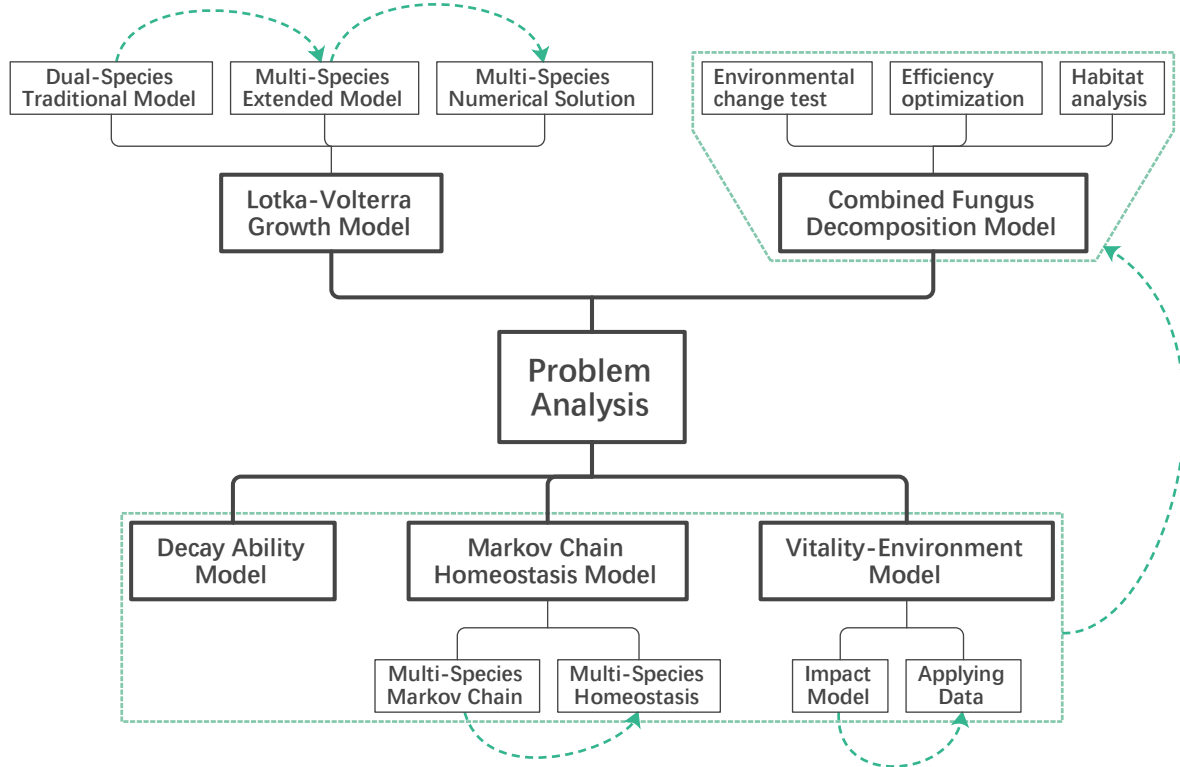 Dual-Species
Traditional Model
Multi-Species
Extended Model
Multi-Species
Numerical Solution
Environmental
change test
Efficiency
optimization
Habitat
analysis
Lotka-Volterra
Growth Model
Combined Fungus
Decomposition Model
Problem
Analysis
Decay Ability
Model
Markov Chain
Homeostasis Model
Vitality-Environment
Model
Multi-Species
Markov Chain
Multi-Species
Homeostasis
Impact
Model
Applying
Data